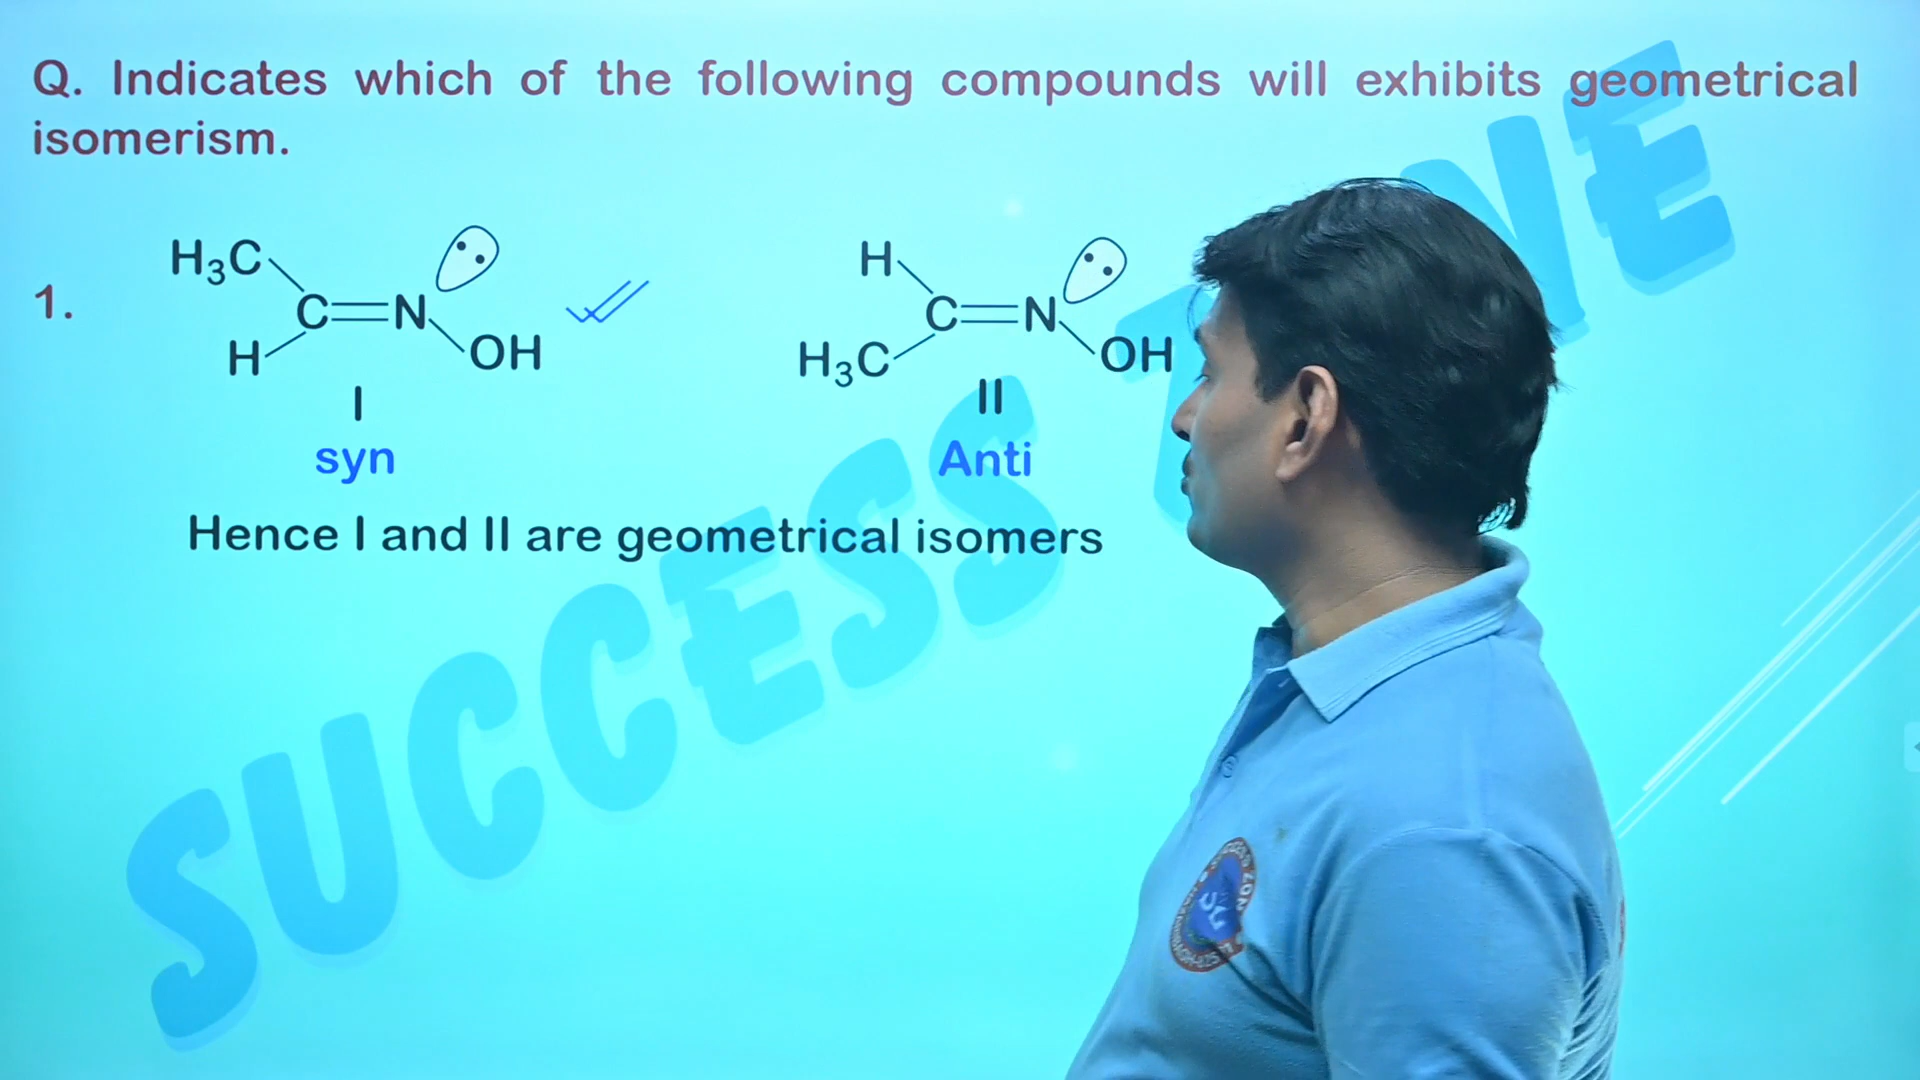 Q. Indicates which of the following compounds will exhibits geometrical
isomerism.
1.
H₃C
C=N
H
OH
I
syn
H
C=N
H₃C
OH
II
Anti
Hence I and II are geometrical isomers
SUCCESS